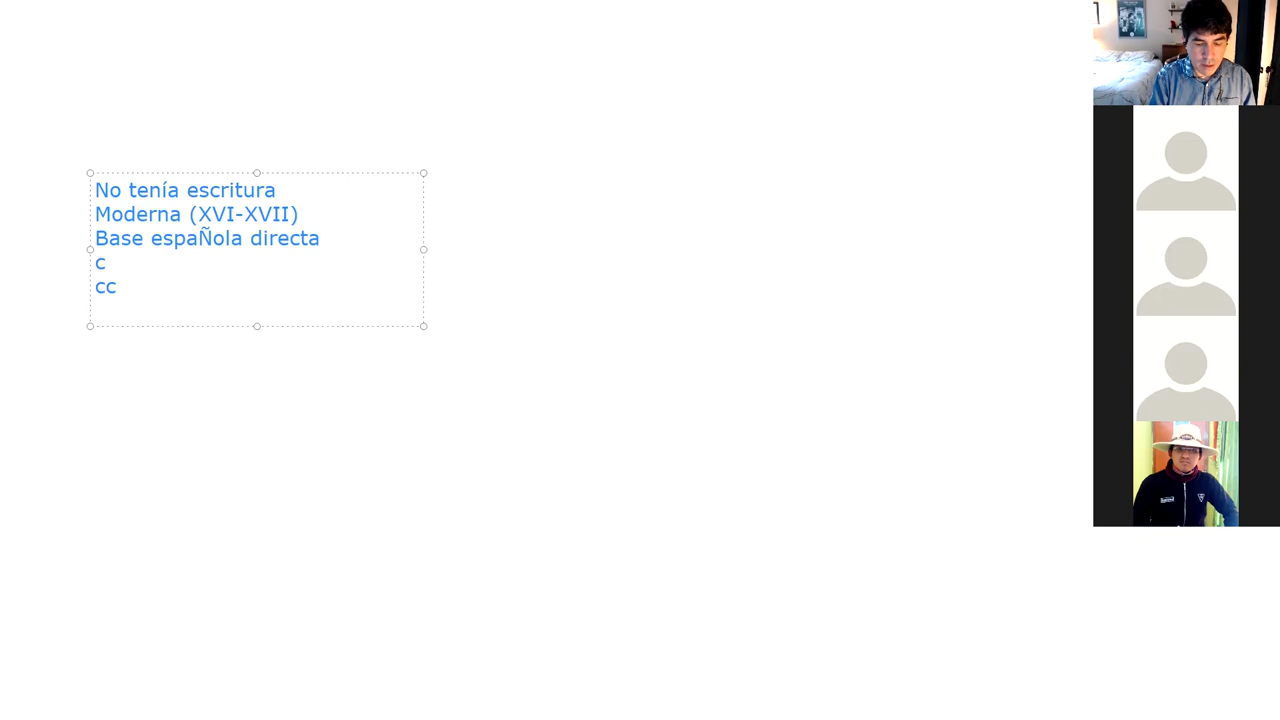 No tenía escritura
Moderna (XVI-XVII)
Base espaÑola directa
c
cc